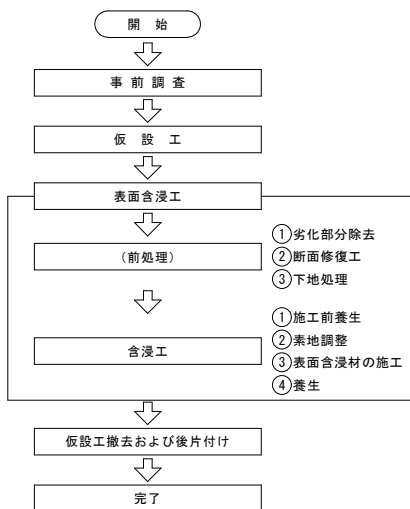 開 始
事 前 調 査
仮 設 工
表面含浸工
(前処理)
①劣化部分除去
②断面修復工
③下地処理
含浸工
①施工前養生
②素地調整
③表面含浸材の施工
④養生
仮設工撤去および後片付け
完了